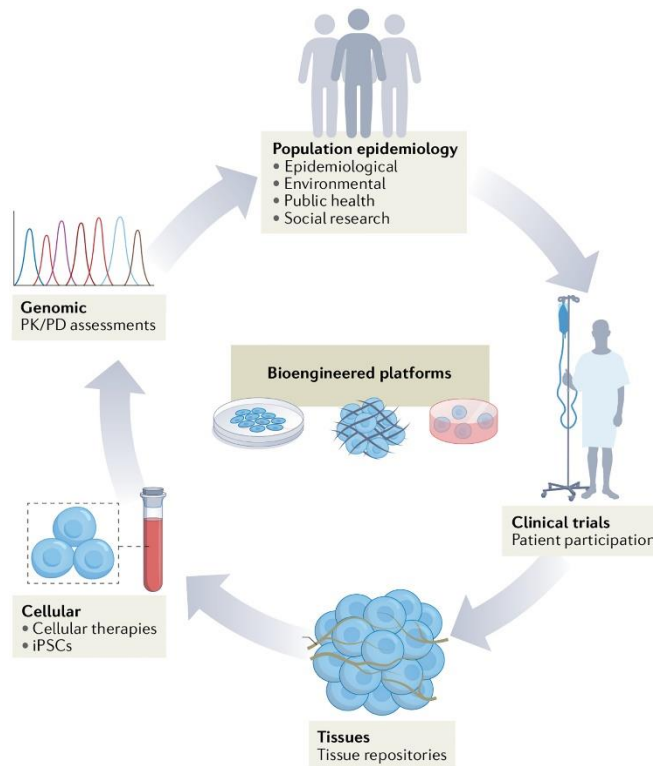 Population epidemiology
• Epidemiological
• Environmental
• Public health
• Social research
Genomic
PK/PD assessments
Bioengineered platforms
Clinical trials
Patient participation
Cellular
• Cellular therapies
• iPSCs
Tissues
Tissue repositories